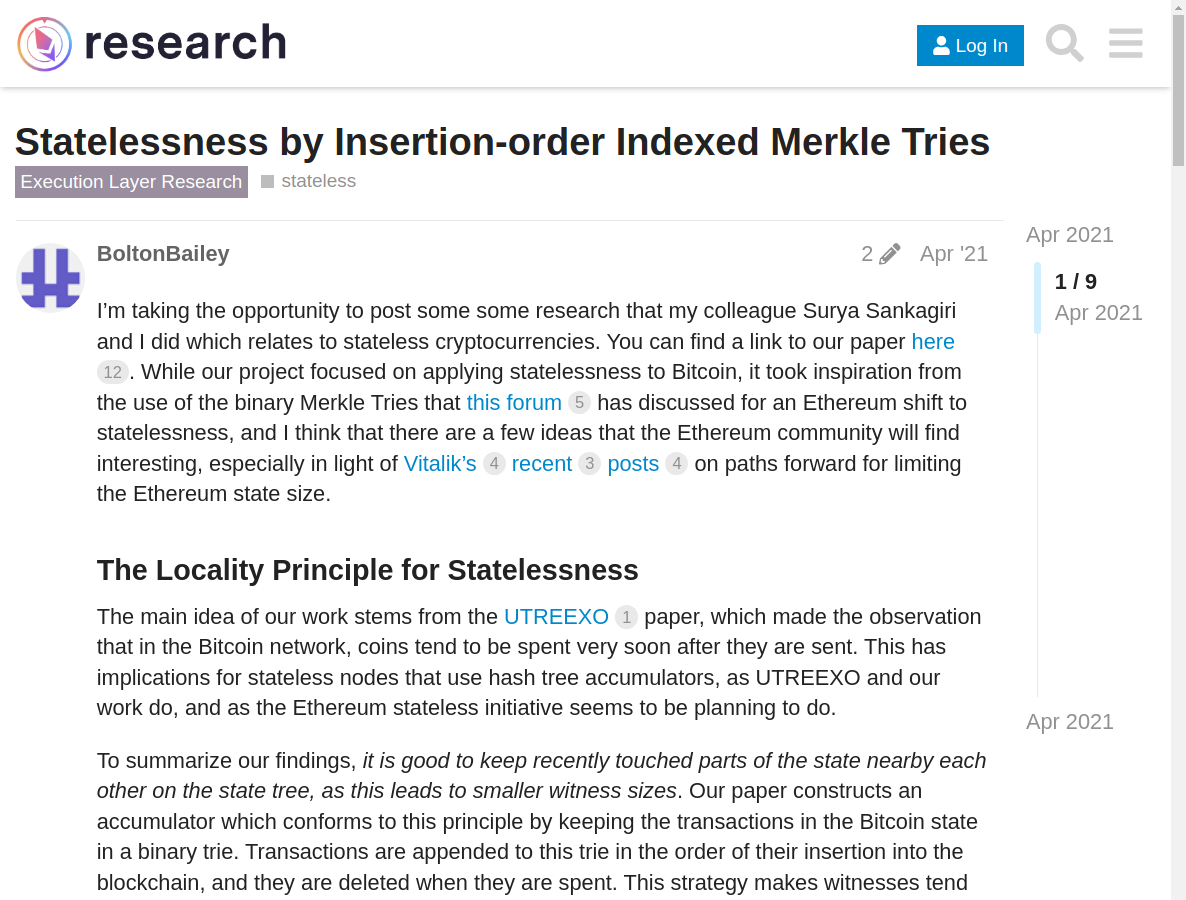 research
Log In
Statelessness by Insertion-order Indexed Merkle Tries
Execution Layer Research
stateless
BoltonBailey
2
Apr '21
Apr 2021
1 / 9
Apr 2021
I’m taking the opportunity to post some some research that my colleague Surya Sankagiri
and I did which relates to stateless cryptocurrencies. You can find a link to our paper here
12. While our project focused on applying statelessness to Bitcoin, it took inspiration from
the use of the binary Merkle Tries that this forum 5 has discussed for an Ethereum shift to
statelessness, and I think that there are a few ideas that the Ethereum community will find
interesting, especially in light of Vitalik’s 4 recent 3 posts 4 on paths forward for limiting
the Ethereum state size.
The Locality Principle for Statelessness
The main idea of our work stems from the UTREEXO 1 paper, which made the observation
that in the Bitcoin network, coins tend to be spent very soon after they are sent. This has
implications for stateless nodes that use hash tree accumulators, as UTREEXO and our
work do, and as the Ethereum stateless initiative seems to be planning to do.
Apr 2021
To summarize our findings, it is good to keep recently touched parts of the state nearby each
other on the state tree, as this leads to smaller witness sizes. Our paper constructs an
accumulator which conforms to this principle by keeping the transactions in the Bitcoin state
in a binary trie. Transactions are appended to this trie in the order of their insertion into the
blockchain, and they are deleted when they are spent. This strategy makes witnesses tend